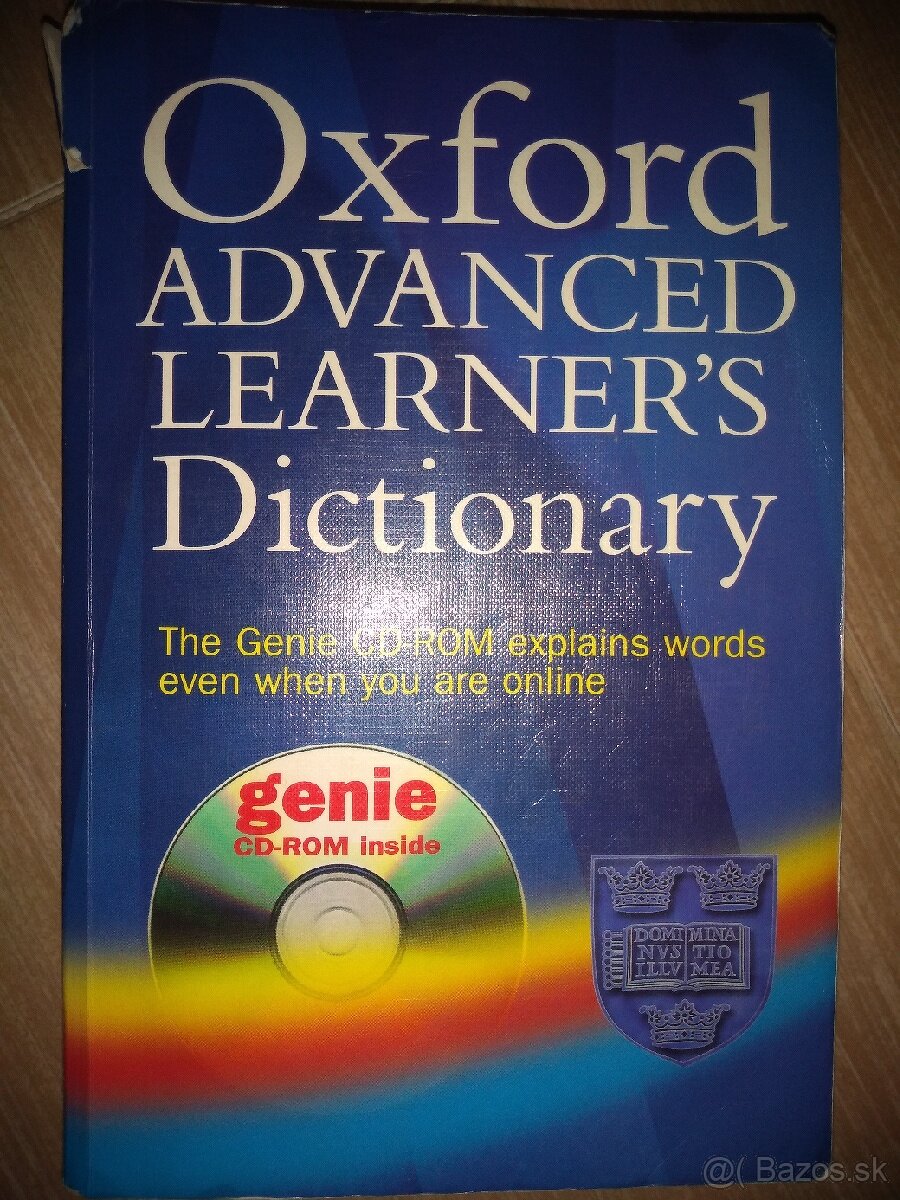 Oxford
ADVANCED
LEARNER'S
Dictionary
The Genie CD-ROM explains words
even when you are online
genie
CD-ROM inside
DOMI MINA
NVS TIO
ILLV MEA
@( Bazos.sk